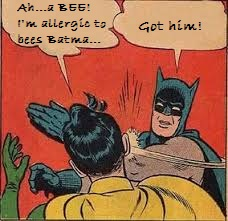 Ah...a BEE!
I'm allergic to
bees Batma...
Got him!